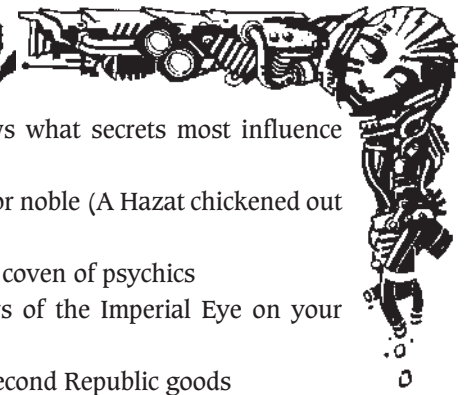 s what secrets most influence
or noble (A Hazat chickened out
coven of psychics
s of the Imperial Eye on your
econd Republic goods